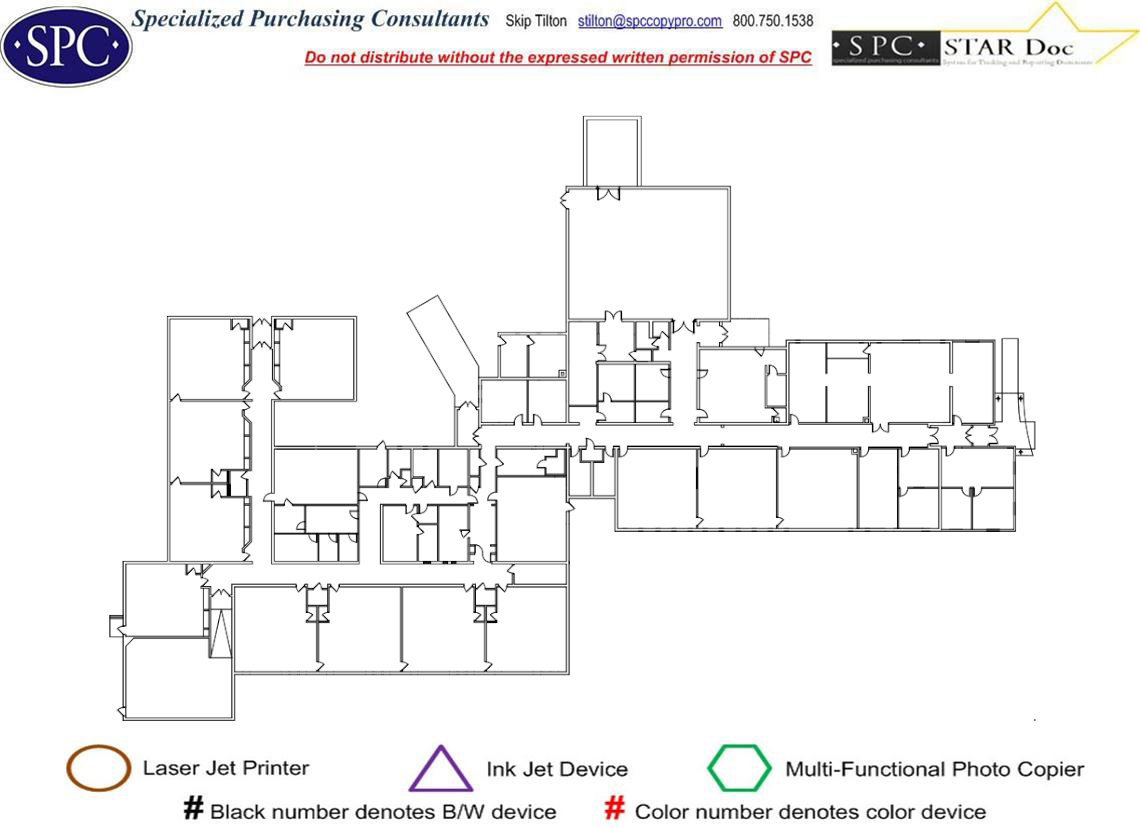 ·SPC· Specialized Purchasing Consultants Skip Tilton stilton@spccopypro.com 800.750.1538
Do not distribute without the expressed written permission of SPC
·SPC· STAR Doc
specialized purchasing consultants System for Tracking and Reporting Documents
Laser Jet Printer Ink Jet Device Multi-Functional Photo Copier
# Black number denotes B/W device # Color number denotes color device